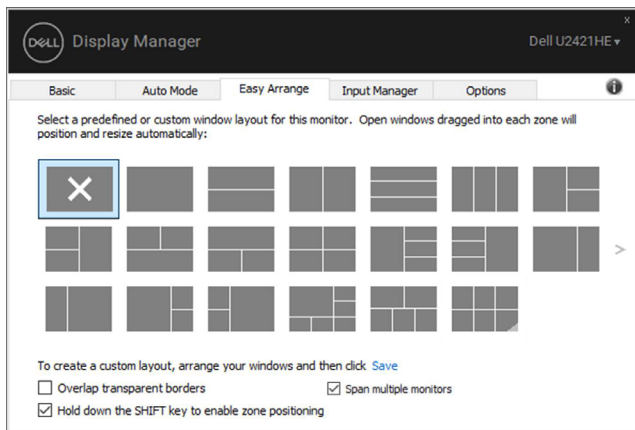 x
DELL Display Manager Dell U2421HE
Basic Auto Mode Easy Arrange Input Manager Options i
Select a predefined or custom window layout for this monitor. Open windows dragged into each zone will
position and resize automatically:
>
To create a custom layout, arrange your windows and then click Save
Overlap transparent borders Span multiple monitors
Hold down the SHIFT key to enable zone positioning